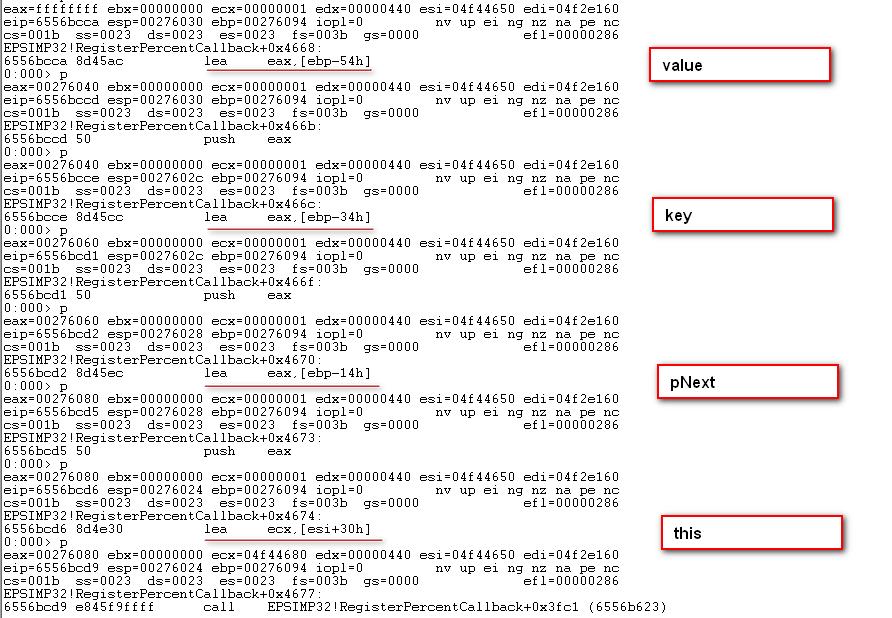 eax=ffffffff ebx=00000000 ecx=00000001 edx=00000440 esi=04f44650 edi=04f2e160
eip=6556bcca esp=00276030 ebp=00276094 iopl=0 nv up ei ng nz na pe nc
cs=001b ss=0023 ds=0023 es=0023 fs=003b gs=0000 efl=00000286
EPSIMP32!RegisterPercentCallback+0x4668:
6556bcca 8d45ac lea eax,[ebp-54h]
value
0:000> p
eax=00276040 ebx=00000000 ecx=00000001 edx=00000440 esi=04f44650 edi=04f2e160
eip=6556bccd esp=00276030 ebp=00276094 iopl=0 nv up ei ng nz na pe nc
cs=001b ss=0023 ds=0023 es=0023 fs=003b gs=0000 efl=00000286
EPSIMP32!RegisterPercentCallback+0x466b:
6556bccd 50 push eax
0:000> p
eax=00276040 ebx=00000000 ecx=00000001 edx=00000440 esi=04f44650 edi=04f2e160
eip=6556bcce esp=0027602c ebp=00276094 iopl=0 nv up ei ng nz na pe nc
cs=001b ss=0023 ds=0023 es=0023 fs=003b gs=0000 efl=00000286
EPSIMP32!RegisterPercentCallback+0x466c:
6556bcce 8d45cc lea eax,[ebp-34h]
key
0:000> p
eax=00276060 ebx=00000000 ecx=00000001 edx=00000440 esi=04f44650 edi=04f2e160
eip=6556bcd1 esp=0027602c ebp=00276094 iopl=0 nv up ei ng nz na pe nc
cs=001b ss=0023 ds=0023 es=0023 fs=003b gs=0000 efl=00000286
EPSIMP32!RegisterPercentCallback+0x466f:
6556bcd1 50 push eax
0:000> p
eax=00276060 ebx=00000000 ecx=00000001 edx=00000440 esi=04f44650 edi=04f2e160
eip=6556bcd2 esp=00276028 ebp=00276094 iopl=0 nv up ei ng nz na pe nc
cs=001b ss=0023 ds=0023 es=0023 fs=003b gs=0000 efl=00000286
EPSIMP32!RegisterPercentCallback+0x4670:
6556bcd2 8d45ec lea eax,[ebp-14h]
pNext
0:000> p
eax=00276080 ebx=00000000 ecx=00000001 edx=00000440 esi=04f44650 edi=04f2e160
eip=6556bcd5 esp=00276028 ebp=00276094 iopl=0 nv up ei ng nz na pe nc
cs=001b ss=0023 ds=0023 es=0023 fs=003b gs=0000 efl=00000286
EPSIMP32!RegisterPercentCallback+0x4673:
6556bcd5 50 push eax
0:000> p
eax=00276080 ebx=00000000 ecx=00000001 edx=00000440 esi=04f44650 edi=04f2e160
eip=6556bcd6 esp=00276024 ebp=00276094 iopl=0 nv up ei ng nz na pe nc
cs=001b ss=0023 ds=0023 es=0023 fs=003b gs=0000 efl=00000286
EPSIMP32!RegisterPercentCallback+0x4674:
6556bcd6 8d4e30 lea ecx,[esi+30h]
this
0:000> p
eax=00276080 ebx=00000000 ecx=04f44680 edx=00000440 esi=04f44650 edi=04f2e160
eip=6556bcd9 esp=00276024 ebp=00276094 iopl=0 nv up ei ng nz na pe nc
cs=001b ss=0023 ds=0023 es=0023 fs=003b gs=0000 efl=00000286
EPSIMP32!RegisterPercentCallback+0x4677:
6556bcd9 e845f9ffff call EPSIMP32!RegisterPercentCallback+0x3fc1 (6556b623)